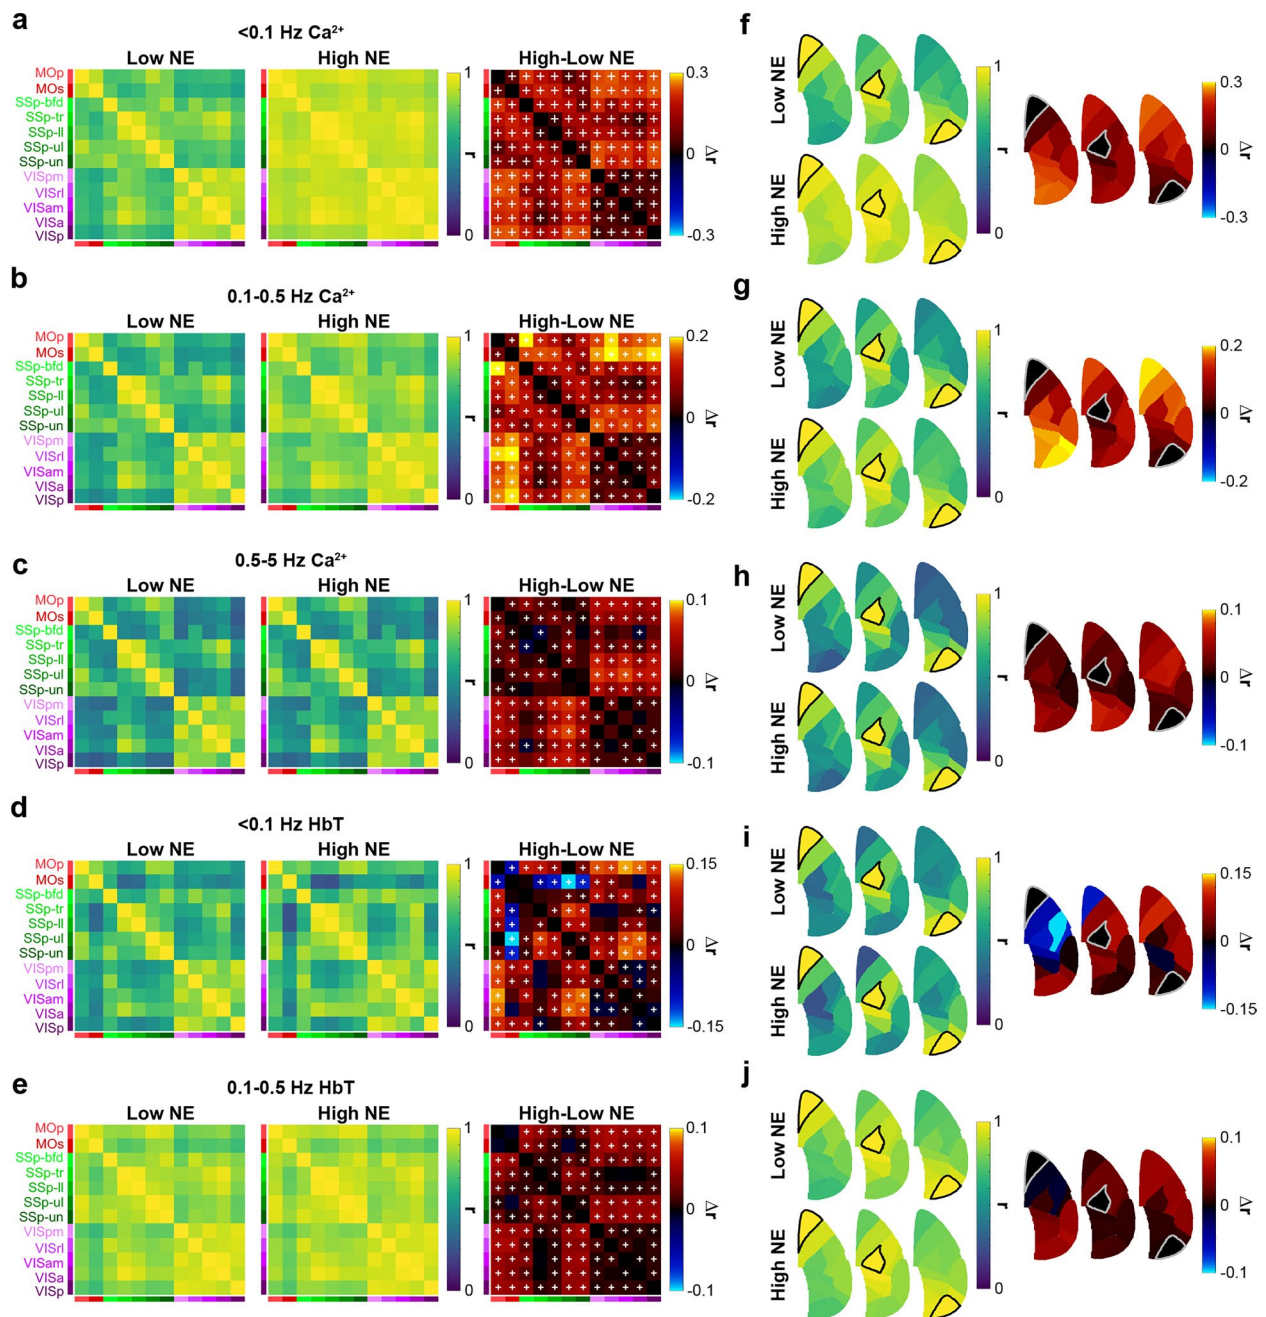 a
<0.1 Hz Ca²⁺
Low NE
High NE
High-Low NE
MOp
MOs
SSp-bfd
SSp-tr
SSp-ll
SSp-ul
SSp-un
VISpm
VISrl
VISam
VISa
VISp
1
r
0
0.3
0
Δr
-0.3
b
0.1-0.5 Hz Ca²⁺
Low NE
High NE
High-Low NE
MOp
MOs
SSp-bfd
SSp-tr
SSp-ll
SSp-ul
SSp-un
VISpm
VISrl
VISam
VISa
VISp
1
r
0
0.2
0
Δr
-0.2
c
0.5-5 Hz Ca²⁺
Low NE
High NE
High-Low NE
MOp
MOs
SSp-bfd
SSp-tr
SSp-ll
SSp-ul
SSp-un
VISpm
VISrl
VISam
VISa
VISp
1
r
0
0.1
0
Δr
-0.1
d
<0.1 Hz HbT
Low NE
High NE
High-Low NE
MOp
MOs
SSp-bfd
SSp-tr
SSp-ll
SSp-ul
SSp-un
VISpm
VISrl
VISam
VISa
VISp
1
r
0
0.15
0
Δr
-0.15
e
0.1-0.5 Hz HbT
Low NE
High NE
High-Low NE
MOp
MOs
SSp-bfd
SSp-tr
SSp-ll
SSp-ul
SSp-un
VISpm
VISrl
VISam
VISa
VISp
1
r
0
0.1
0
Δr
-0.1
f
Low NE
High NE
1
r
0
0.3
0
Δr
-0.3
g
Low NE
High NE
1
r
0
0.2
0
Δr
-0.2
h
Low NE
High NE
1
r
0
0.1
0
Δr
-0.1
i
Low NE
High NE
1
r
0
0.15
0
Δr
-0.15
j
Low NE
High NE
1
r
0
0.1
0
Δr
-0.1